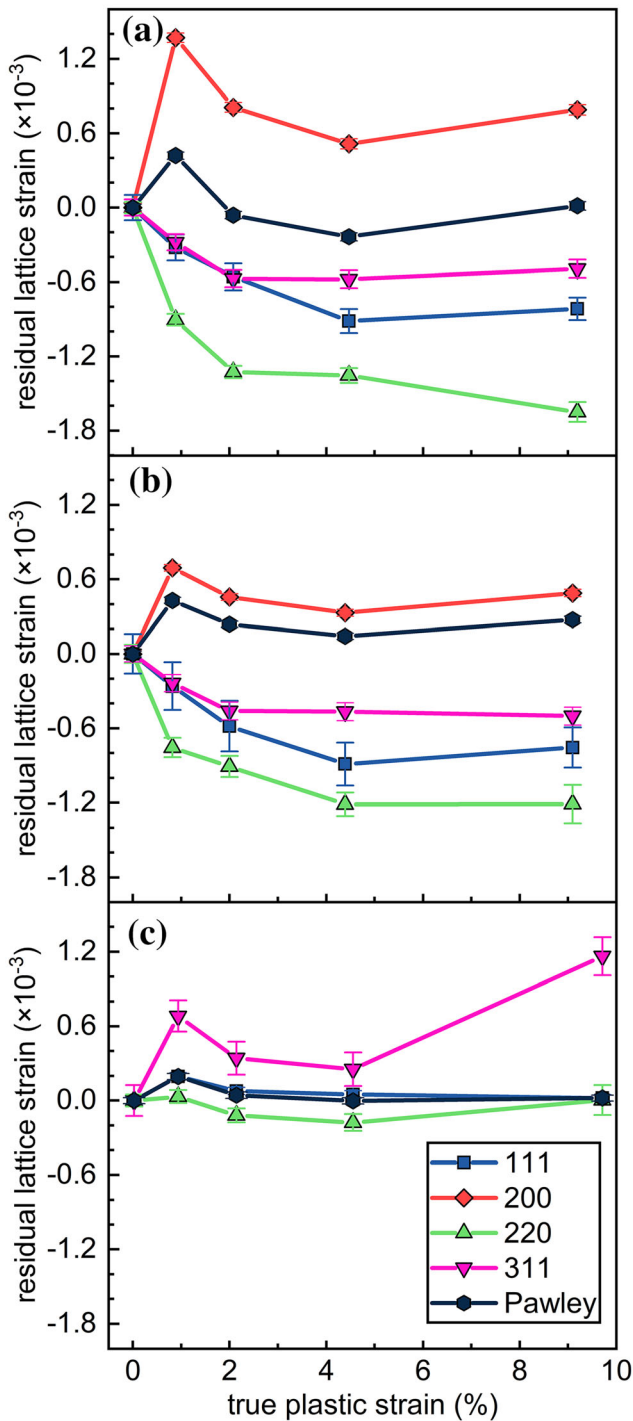 (a)
1.2
0.6
0.0
-0.6
-1.2
-1.8
residual lattice strain (×10⁻³)
(b)
1.2
0.6
0.0
-0.6
-1.2
-1.8
residual lattice strain (×10⁻³)
(c)
1.2
0.6
0.0
-0.6
-1.2
-1.8
residual lattice strain (×10⁻³)
111
200
220
311
Pawley
0 2 4 6 8 10
true plastic strain (%)